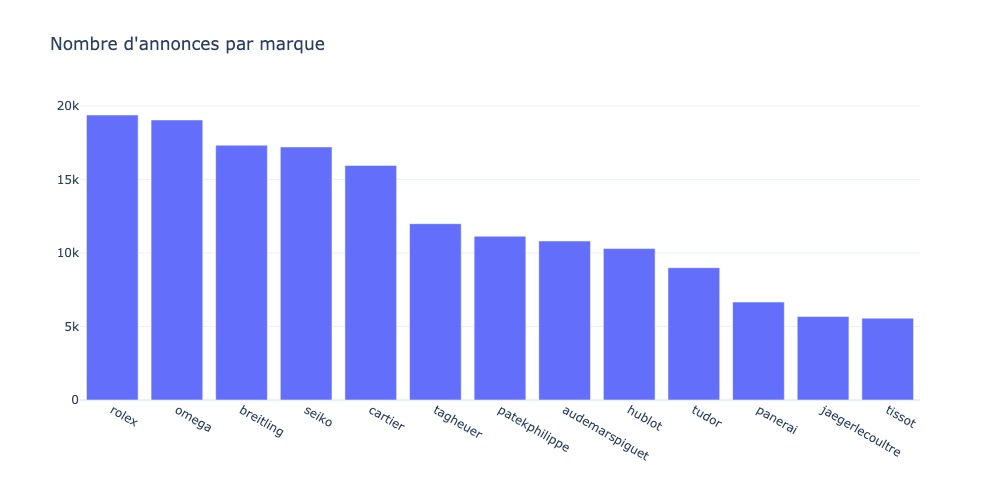 Nombre d'annonces par marque
20k
15k
10k
5k
0
rolex
omega
breitling
seiko
cartier
tagheuer
patekphilippe
audemarspiguet
hublot
tudor
panerai
jaegerlecoultre
tissot